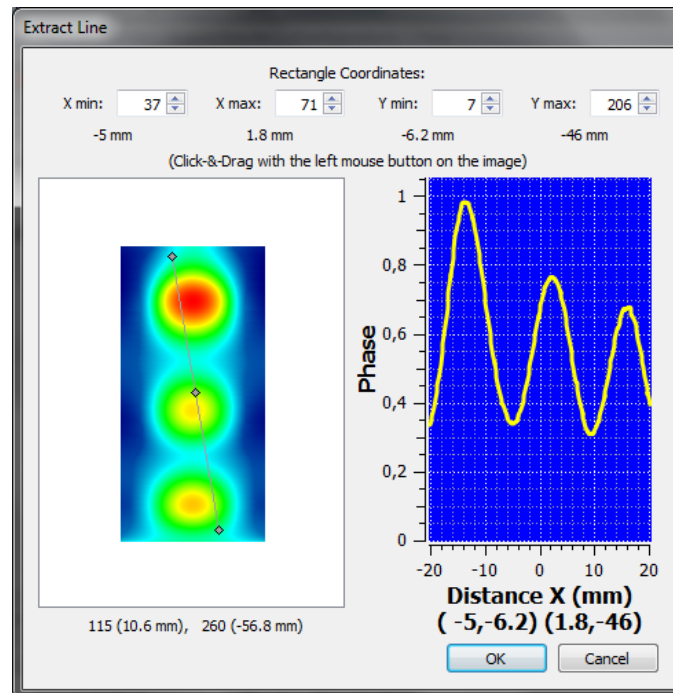 Extract Line
Rectangle Coordinates:
X min: 37 X max: 71 Y min: 7 Y max: 206
-5 mm 1.8 mm -6.2 mm -46 mm
(Click-&-Drag with the left mouse button on the image)
1
0,8
0,6
0,4
0,2
0
Phase
-20 -10 0 10 20
Distance X (mm)
( -5,-6.2) (1.8,-46)
115 (10.6 mm), 260 (-56.8 mm)
OK Cancel